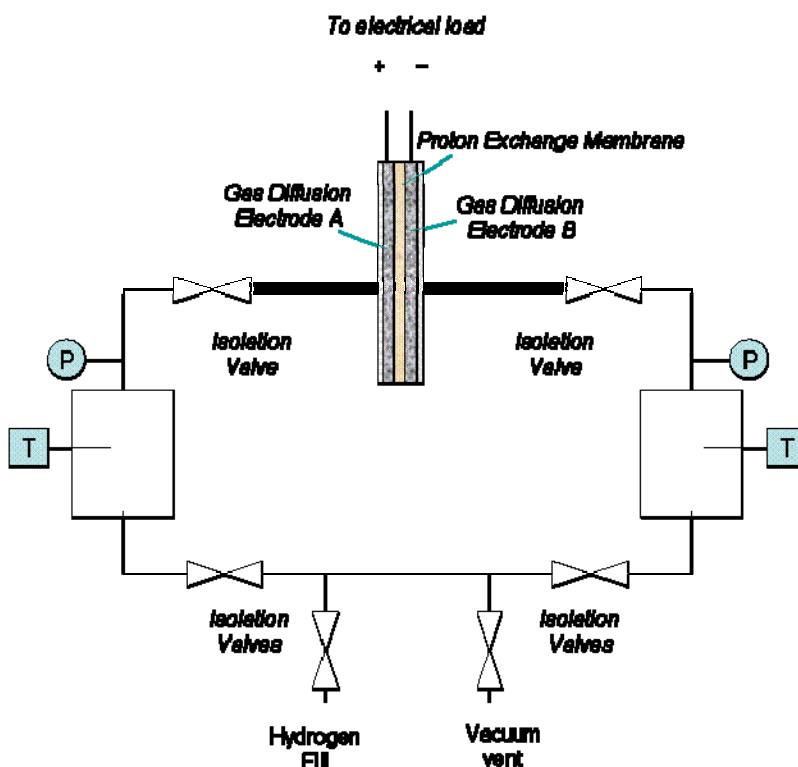 To electrical load
+ −
Proton Exchange Membrane
Gas Diffusion
Electrode A
Gas Diffusion
Electrode B
Isolation
Valve
Isolation
Valve
P
P
T
T
Isolation
Valves
Isolation
Valves
Hydrogen
Fill
Vacuum
vent